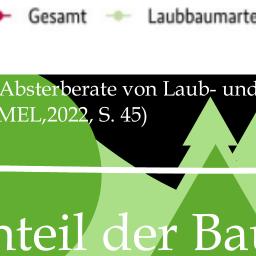 Gesamt Laubbaumarte
Absterberate von Laub- und
MEL,2022, S. 45)
nteil der Bau